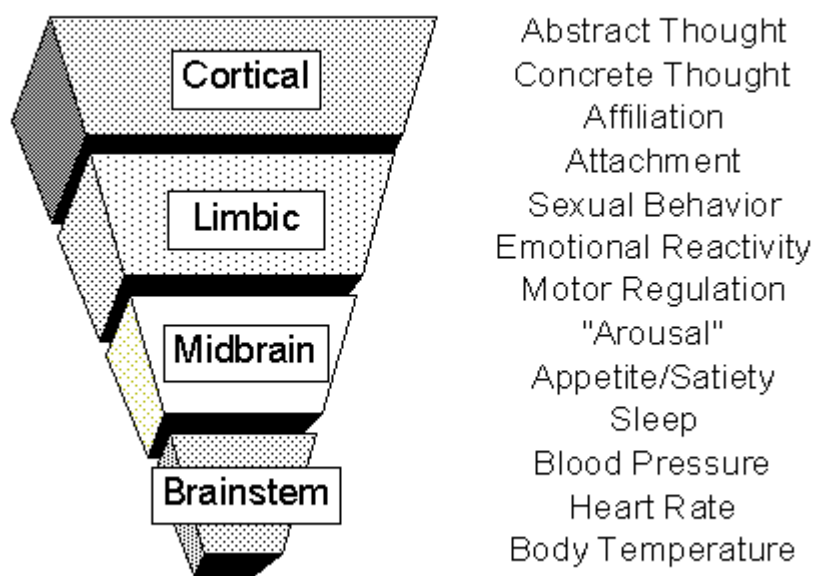 Cortical
Limbic
Midbrain
Brainstem
Abstract Thought
Concrete Thought
Affiliation
Attachment
Sexual Behavior
Emotional Reactivity
Motor Regulation
"Arousal"
Appetite/Satiety
Sleep
Blood Pressure
Heart Rate
Body Temperature